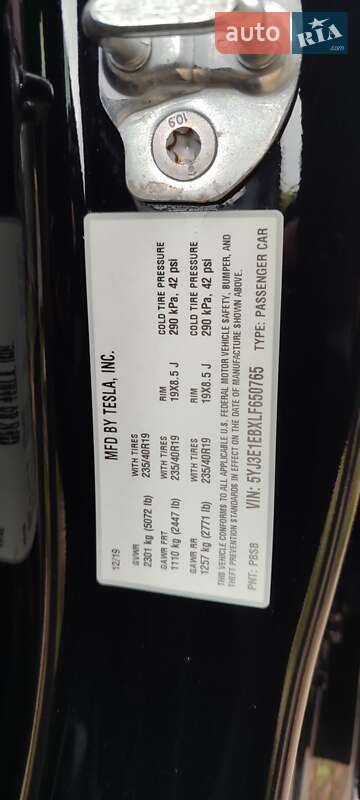 auto RIA
10.9
MFD BY TESLA, INC.
12/19
GVWR WITH TIRES RIM COLD TIRE PRESSURE
2301 kg (5072 lb) 235/40R19 19X8.5 J 290 kPa, 42 psi
GAWR FRT WITH TIRES RIM COLD TIRE PRESSURE
1110 kg (2447 lb) 235/40R19 19X8.5 J 290 kPa, 42 psi
GAWR RR WITH TIRES
1257 kg (2771 lb) 235/40R19
THIS VEHICLE CONFORMS TO ALL APPLICABLE U.S. FEDERAL MOTOR VEHICLE SAFETY, BUMPER, AND
THEFT PREVENTION STANDARDS IN EFFECT ON THE DATE OF MANUFACTURE SHOWN ABOVE.
VIN: 5YJ3E1EBXLF650765 TYPE: PASSENGER CAR
PNT: PBSB